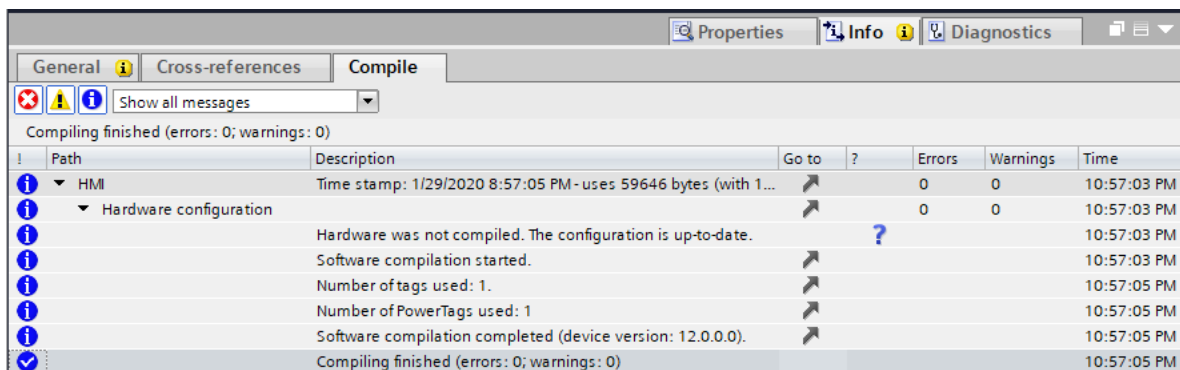 Properties Info Diagnostics
General Cross-references Compile
Show all messages
Compiling finished (errors: 0; warnings: 0)
! Path Description Go to ? Errors Warnings Time
HMI Time stamp: 1/29/2020 8:57:05 PM - uses 59646 bytes (with 1... 0 0 10:57:03 PM
Hardware configuration 0 0 10:57:03 PM
Hardware was not compiled. The configuration is up-to-date. ? 10:57:03 PM
Software compilation started. 10:57:03 PM
Number of tags used: 1. 10:57:05 PM
Number of PowerTags used: 1 10:57:05 PM
Software compilation completed (device version: 12.0.0.0). 10:57:05 PM
Compiling finished (errors: 0; warnings: 0) 10:57:05 PM